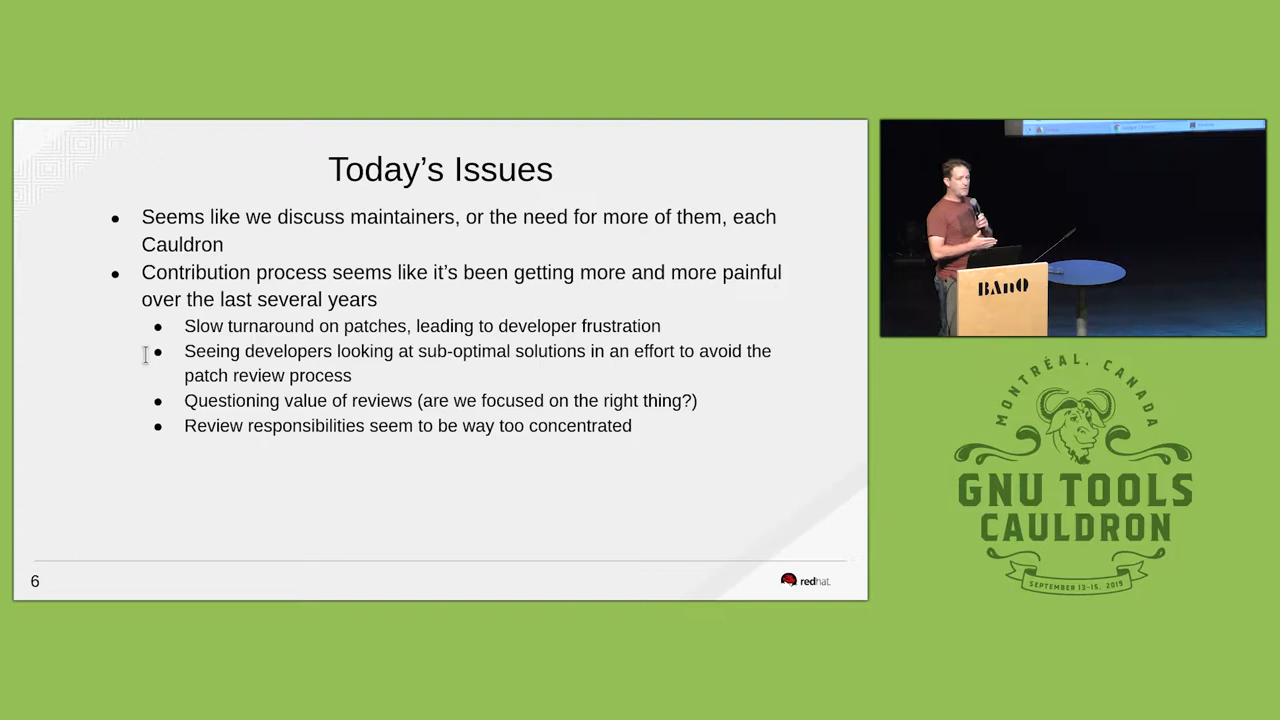 Today's Issues
● Seems like we discuss maintainers, or the need for more of them, each
Cauldron
● Contribution process seems like it's been getting more and more painful
over the last several years
● Slow turnaround on patches, leading to developer frustration
● Seeing developers looking at sub-optimal solutions in an effort to avoid the
patch review process
● Questioning value of reviews (are we focused on the right thing?)
● Review responsibilities seem to be way too concentrated
6
redhat.
BAnQ
MONTRÉAL, CANADA
GNU TOOLS
CAULDRON
SEPTEMBER 13-15, 2019